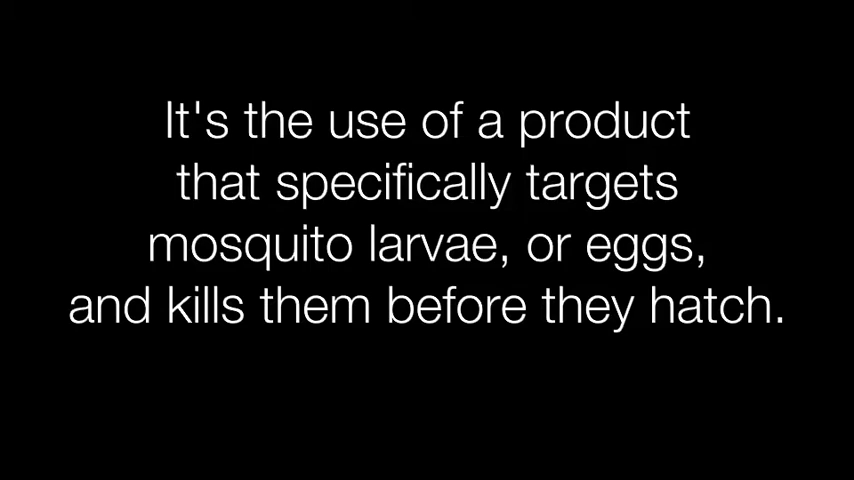 It's the use of a product
that specifically targets
mosquito larvae, or eggs,
and kills them before they hatch.